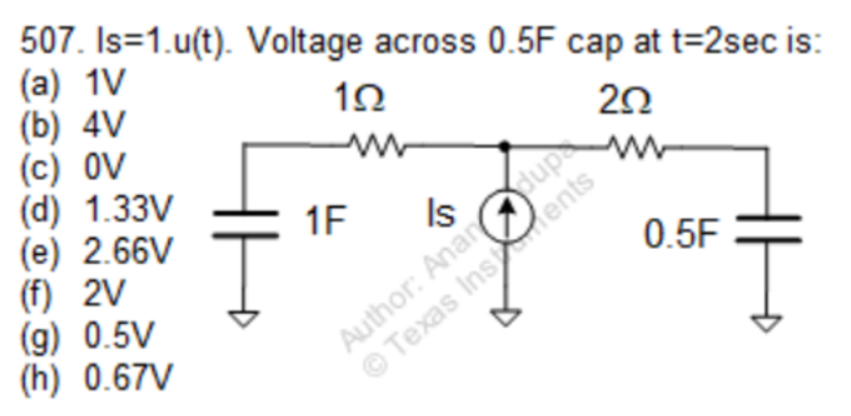 507. Is=1.u(t). Voltage across 0.5F cap at t=2sec is:
(a) 1V
(b) 4V
(c) 0V
(d) 1.33V
(e) 2.66V
(f) 2V
(g) 0.5V
(h) 0.67V
1Ω
2Ω
1F
Is
0.5F
Author:
© Texas Instruments